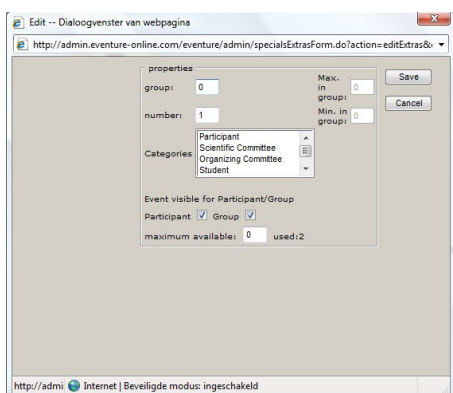 Edit -- Dialoogvenster van webpagina
http://admin.eventure-online.com/eventure/admin/specialsExtrasForm.do?action=editExtras&
properties
group: 0
Max. in group: 0
Save
number: 1
Min. in group: 0
Cancel
Categories
Participant
Scientific Committee
Organizing Committee
Student
Event visible for Participant/Group
Participant Group
maximum available: 0 used:2
http://admi Internet | Beveiligde modus: ingeschakeld